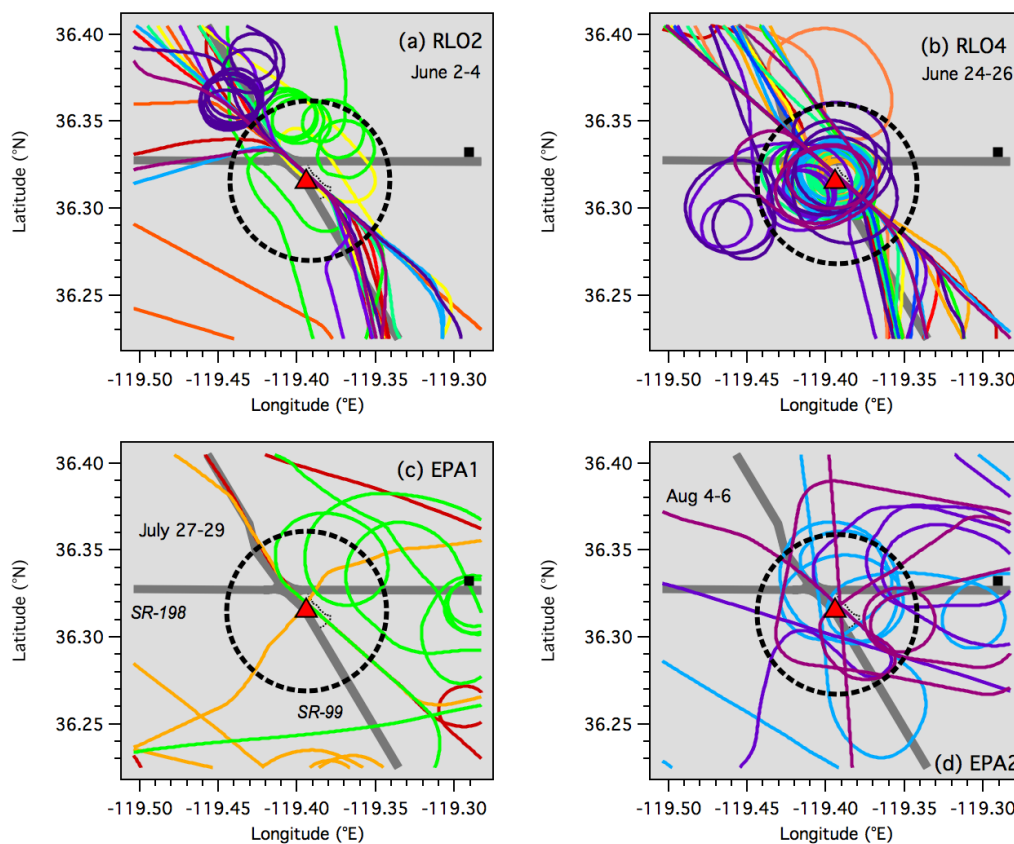 (a) RLO2
June 2-4
36.40
36.35
36.30
36.25
Latitude (°N)
-119.50 -119.45 -119.40 -119.35 -119.30
Longitude (°E)
(b) RLO4
June 24-26
36.40
36.35
36.30
36.25
Latitude (°N)
-119.50 -119.45 -119.40 -119.35 -119.30
Longitude (°E)
(c) EPA1
July 27-29
SR-198
SR-99
36.40
36.35
36.30
36.25
Latitude (°N)
-119.50 -119.45 -119.40 -119.35 -119.30
Longitude (°E)
Aug 4-6
(d) EPA2
36.40
36.35
36.30
36.25
Latitude (°N)
-119.50 -119.45 -119.40 -119.35 -119.30
Longitude (°E)